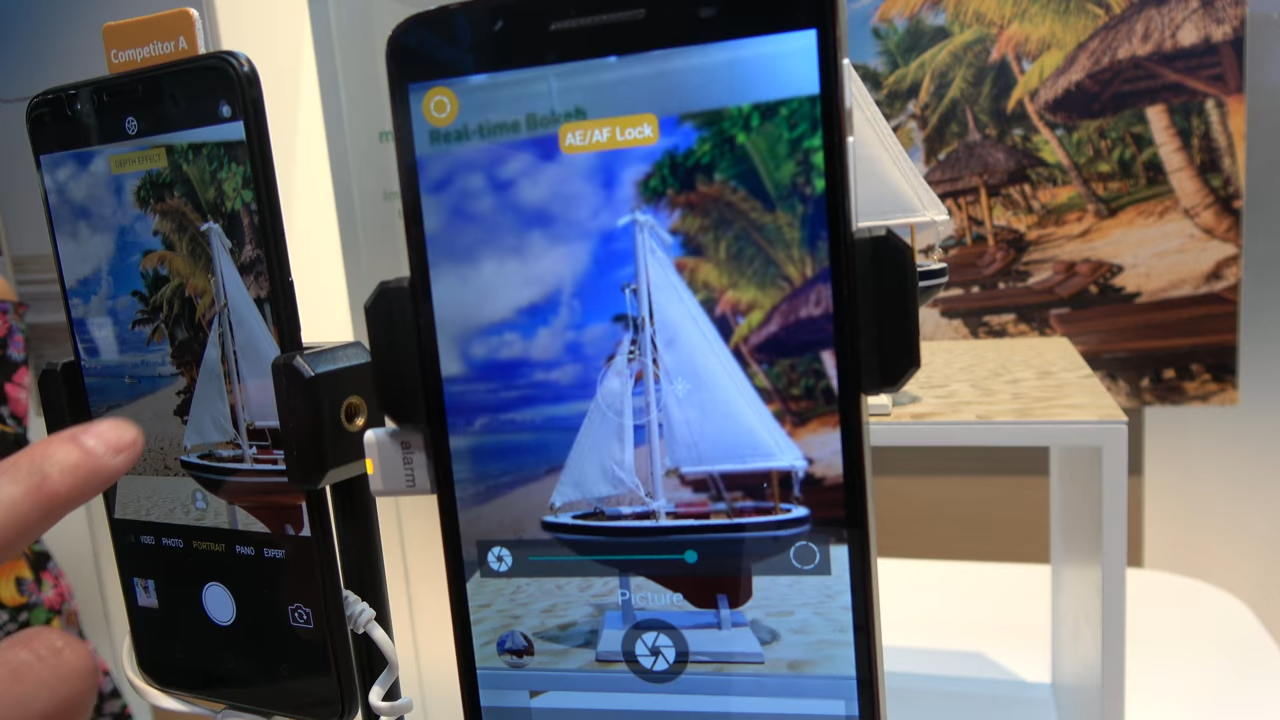 Competitor A
DEPTH EFFECT
VIDEO PHOTO PORTRAIT PANO EXPERT
Real-time Bokeh
AE/AF Lock
alarm
Picture